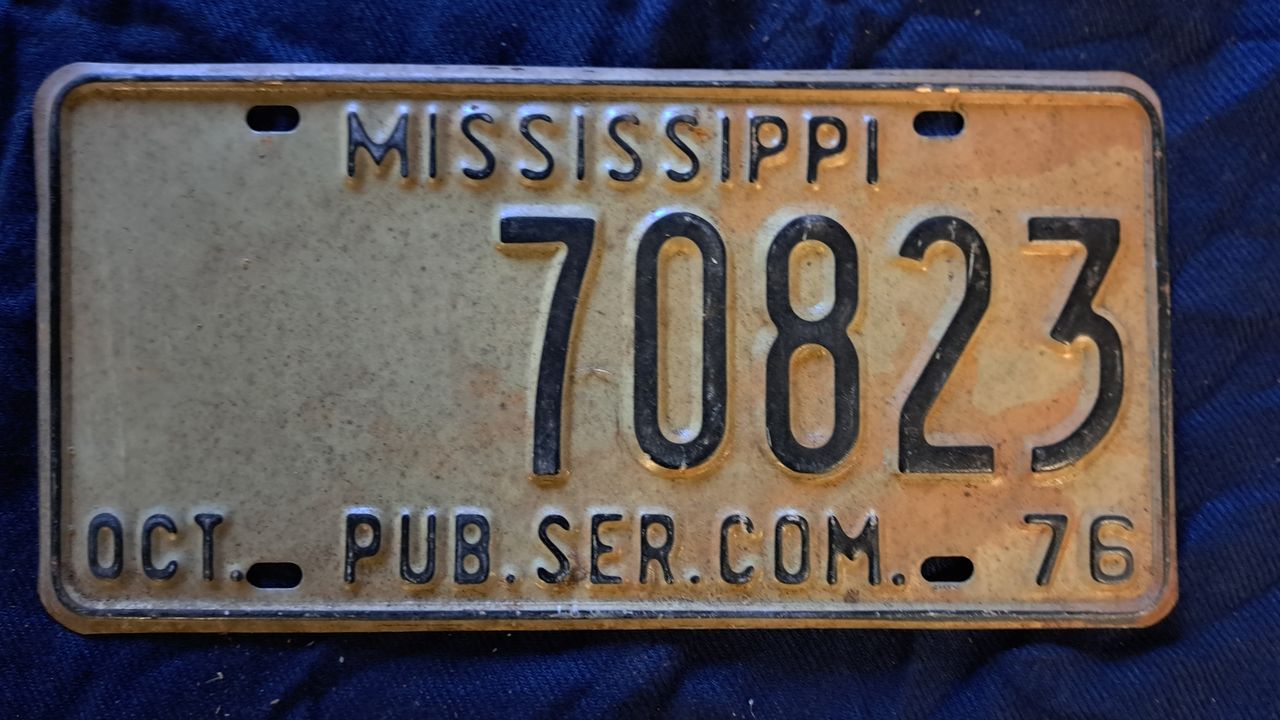 MISSISSIPPI
70823
OCT. PUB.SER.COM. 76